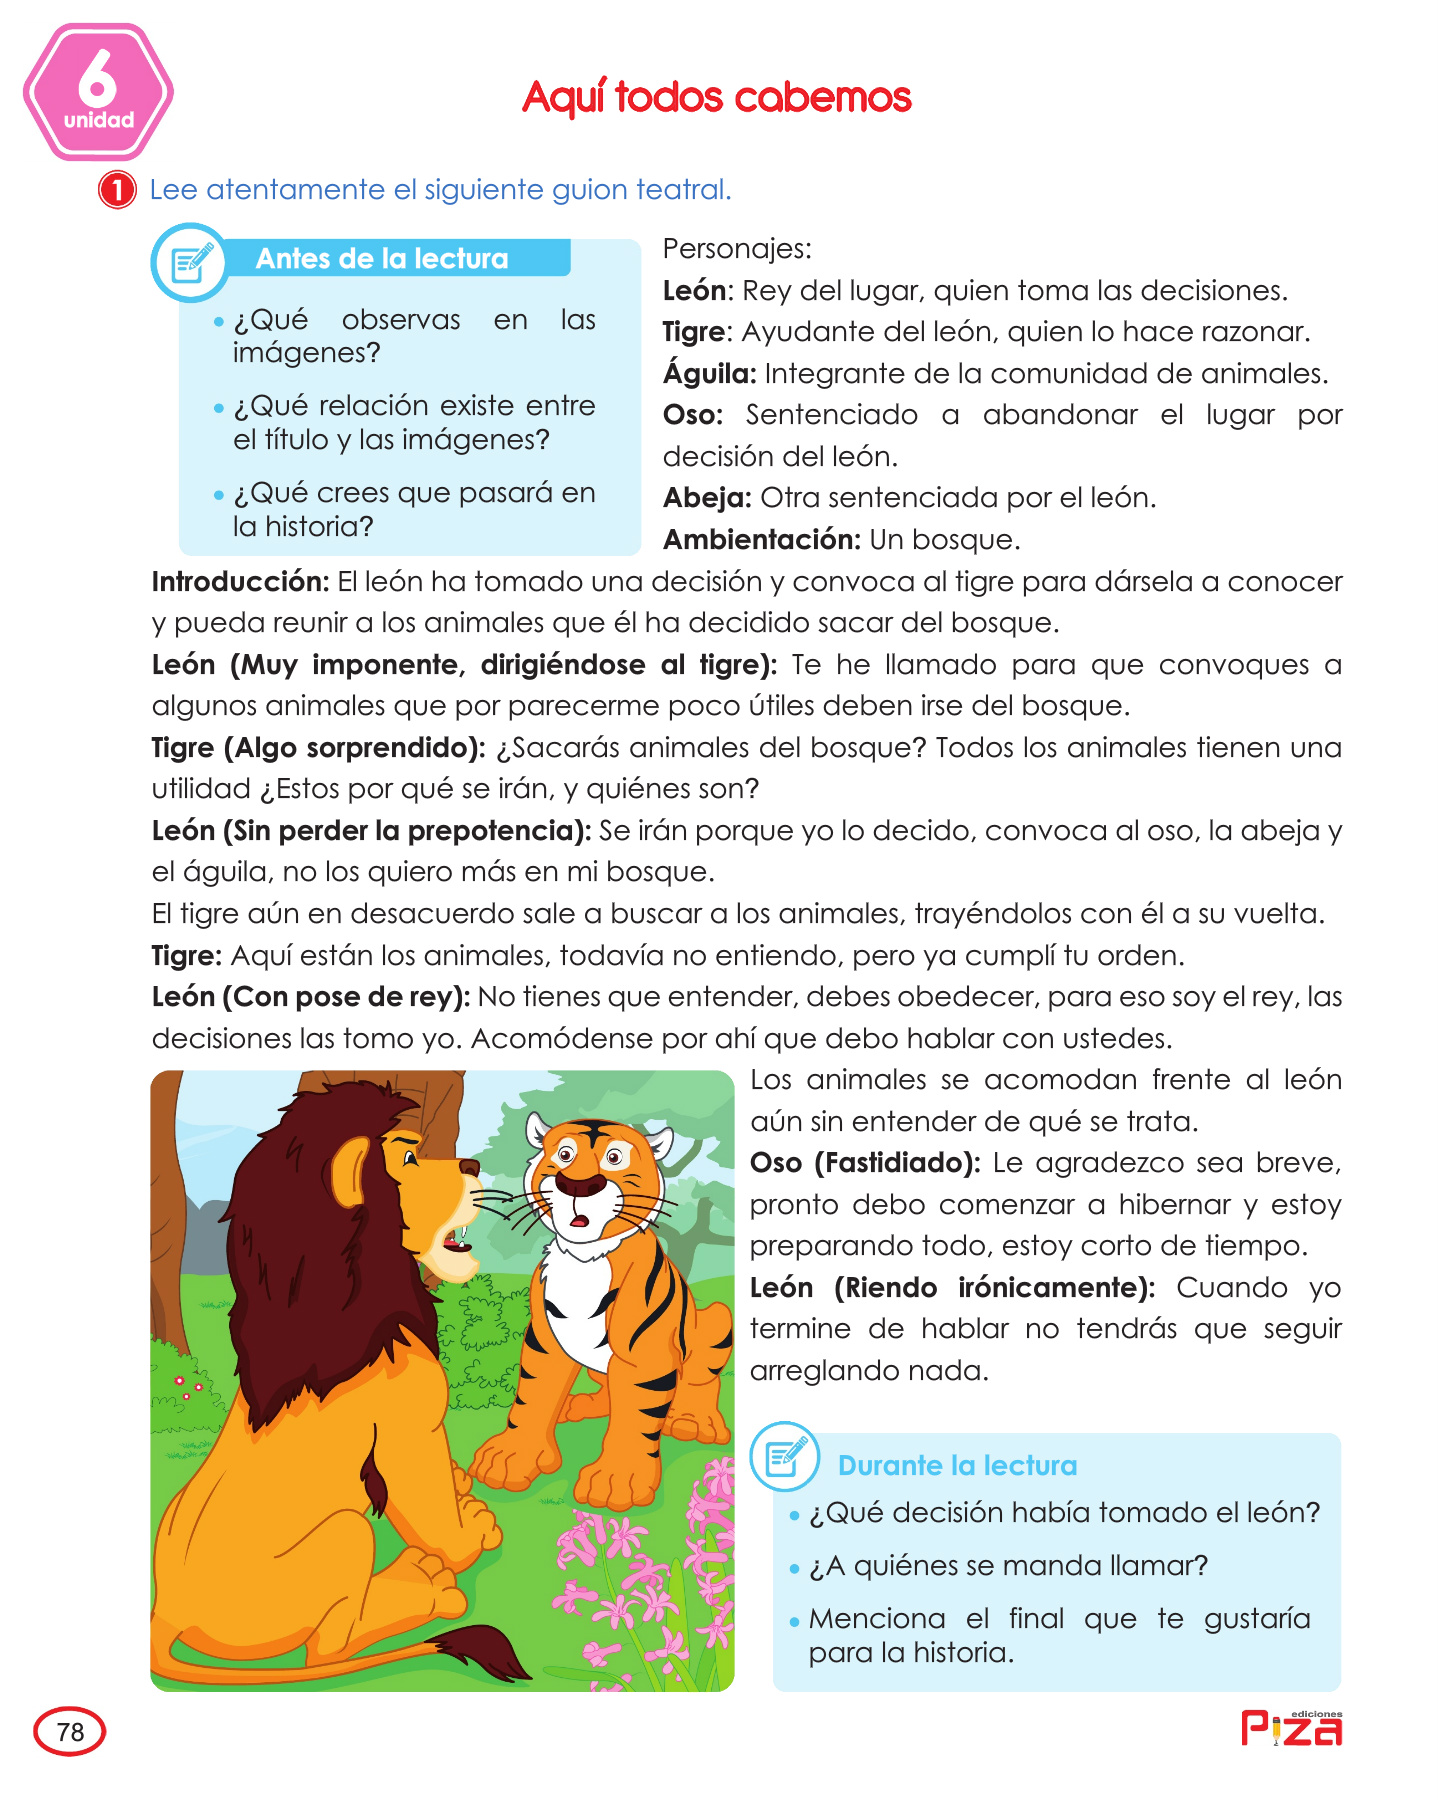 6
unidad
Aquí todos cabemos
1 Lee atentamente el siguiente guion teatral.
Antes de la lectura
• ¿Qué observas en las
imágenes?
• ¿Qué relación existe entre
el título y las imágenes?
• ¿Qué crees que pasará en
la historia?
Personajes:
León: Rey del lugar, quien toma las decisiones.
Tigre: Ayudante del león, quien lo hace razonar.
Águila: Integrante de la comunidad de animales.
Oso: Sentenciado a abandonar el lugar por
decisión del león.
Abeja: Otra sentenciada por el león.
Ambientación: Un bosque.
Introducción: El león ha tomado una decisión y convoca al tigre para dársela a conocer
y pueda reunir a los animales que él ha decidido sacar del bosque.
León (Muy imponente, dirigiéndose al tigre): Te he llamado para que convoques a
algunos animales que por parecerme poco útiles deben irse del bosque.
Tigre (Algo sorprendido): ¿Sacarás animales del bosque? Todos los animales tienen una
utilidad ¿Estos por qué se irán, y quiénes son?
León (Sin perder la prepotencia): Se irán porque yo lo decido, convoca al oso, la abeja y
el águila, no los quiero más en mi bosque.
El tigre aún en desacuerdo sale a buscar a los animales, trayéndolos con él a su vuelta.
Tigre: Aquí están los animales, todavía no entiendo, pero ya cumplí tu orden.
León (Con pose de rey): No tienes que entender, debes obedecer, para eso soy el rey, las
decisiones las tomo yo. Acomódense por ahí que debo hablar con ustedes.
Los animales se acomodan frente al león
aún sin entender de qué se trata.
Oso (Fastidiado): Le agradezco sea breve,
pronto debo comenzar a hibernar y estoy
preparando todo, estoy corto de tiempo.
León (Riendo irónicamente): Cuando yo
termine de hablar no tendrás que seguir
arreglando nada.
Durante la lectura
• ¿Qué decisión había tomado el león?
• ¿A quiénes se manda llamar?
• Menciona el final que te gustaría
para la historia.
78
ediciones
Piza